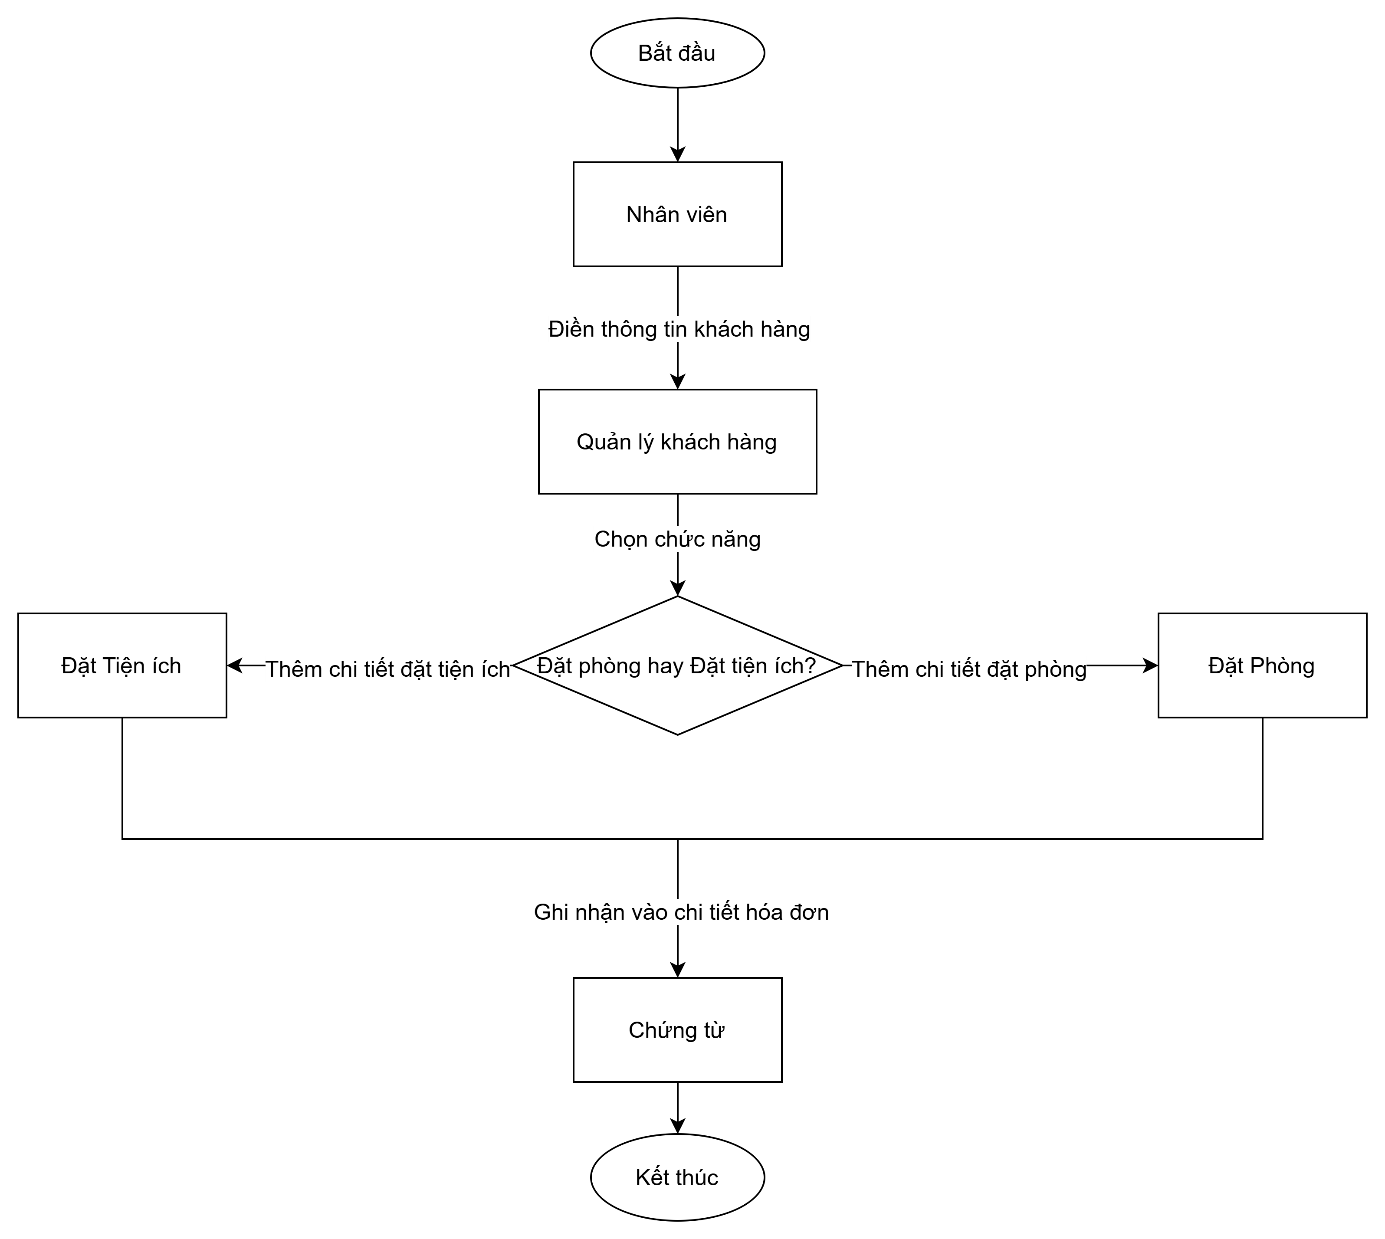 Bắt đầu
Nhân viên
Điền thông tin khách hàng
Quản lý khách hàng
Chọn chức năng
Đặt Tiện ích
Thêm chi tiết đặt tiện ích
Đặt phòng hay Đặt tiện ích?
Thêm chi tiết đặt phòng
Đặt Phòng
Ghi nhận vào chi tiết hóa đơn
Chứng từ
Kết thúc